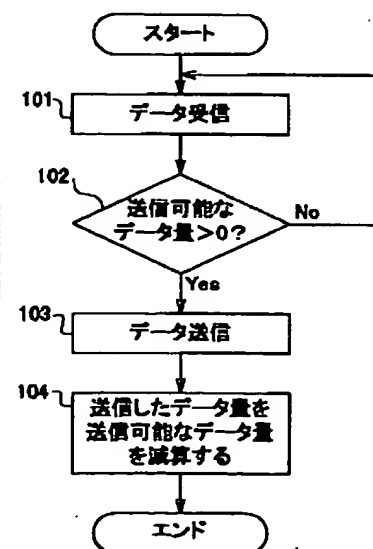 スタート
101
データ受信
102
送信可能な
データ量>0?
No
Yes
103
データ送信
104
送信したデータ量を
送信可能なデータ量
を減算する
エンド